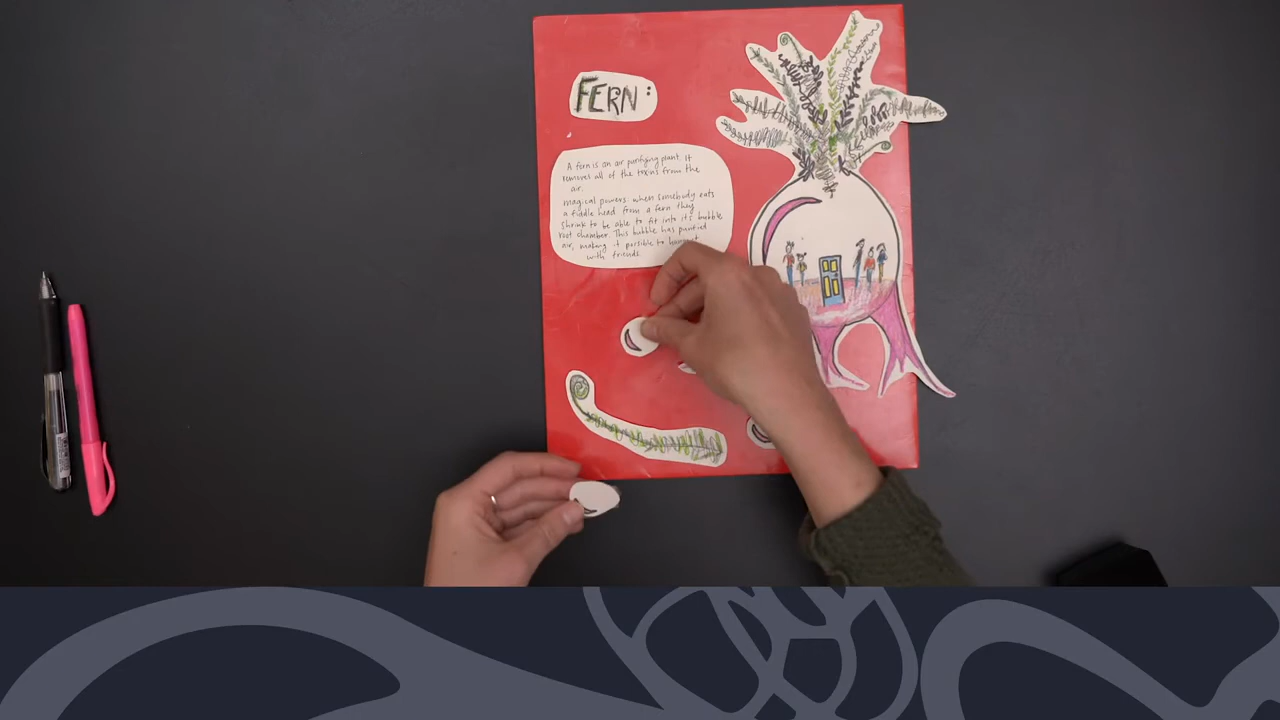 FERN:
A fern is an air purifying plant. It
removes all of the toxins from the
air.
magical powers: when somebody eats
a fiddle head from a fern they
shrink to be able to fit into its bubble
root chamber. This bubble has purified
air, making it possible to hangout
with friends.